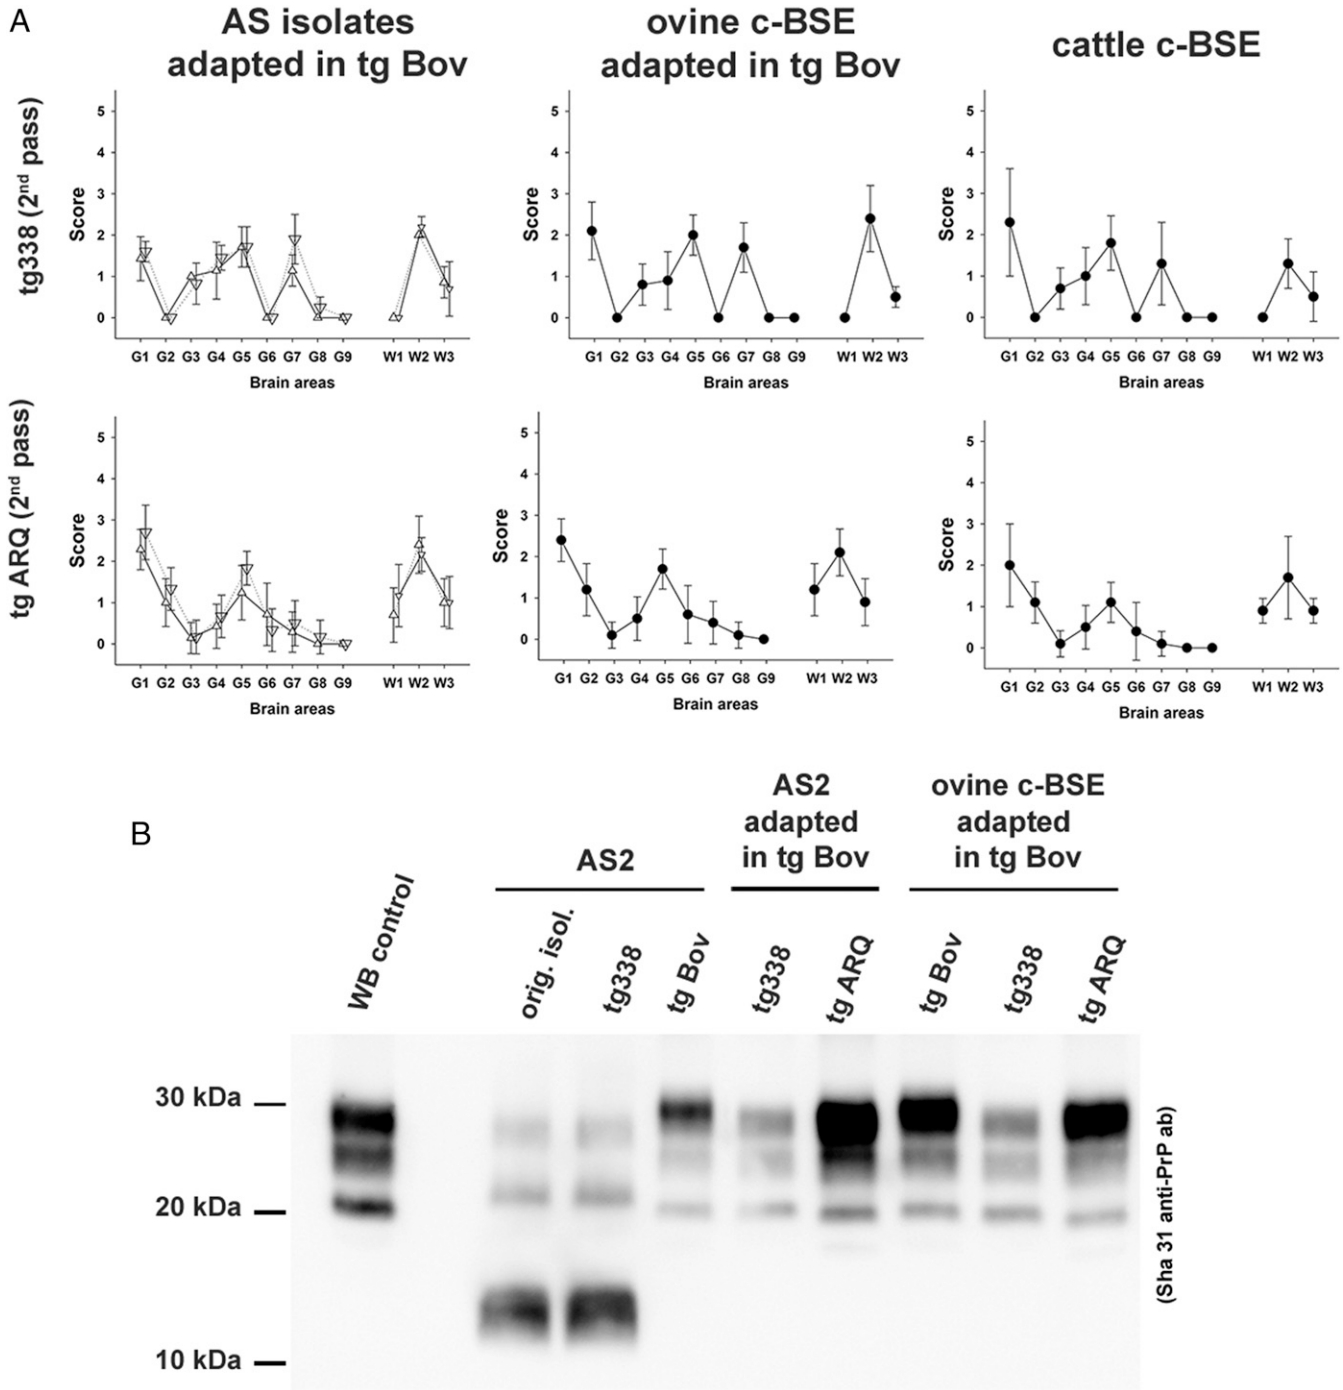 A
AS isolates
adapted in tg Bov
ovine c-BSE
adapted in tg Bov
cattle c-BSE
tg338 (2nd pass)
Score
5
4
3
2
1
0
G1 G2 G3 G4 G5 G6 G7 G8 G9 W1 W2 W3
Brain areas
Score
5
4
3
2
1
0
G1 G2 G3 G4 G5 G6 G7 G8 G9 W1 W2 W3
Brain areas
Score
5
4
3
2
1
0
G1 G2 G3 G4 G5 G6 G7 G8 G9 W1 W2 W3
Brain areas
tg ARQ (2nd pass)
Score
5
4
3
2
1
0
G1 G2 G3 G4 G5 G6 G7 G8 G9 W1 W2 W3
Brain areas
Score
5
4
3
2
1
0
G1 G2 G3 G4 G5 G6 G7 G8 G9 W1 W2 W3
Brain areas
Score
5
4
3
2
1
0
G1 G2 G3 G4 G5 G6 G7 G8 G9 W1 W2 W3
Brain areas
B
AS2
AS2
adapted
in tg Bov
ovine c-BSE
adapted
in tg Bov
WB control
orig. isol.
tg338
tg Bov
tg338
tg ARQ
tg Bov
tg338
tg ARQ
30 kDa
20 kDa
10 kDa
(Sha 31 anti-PrP ab)